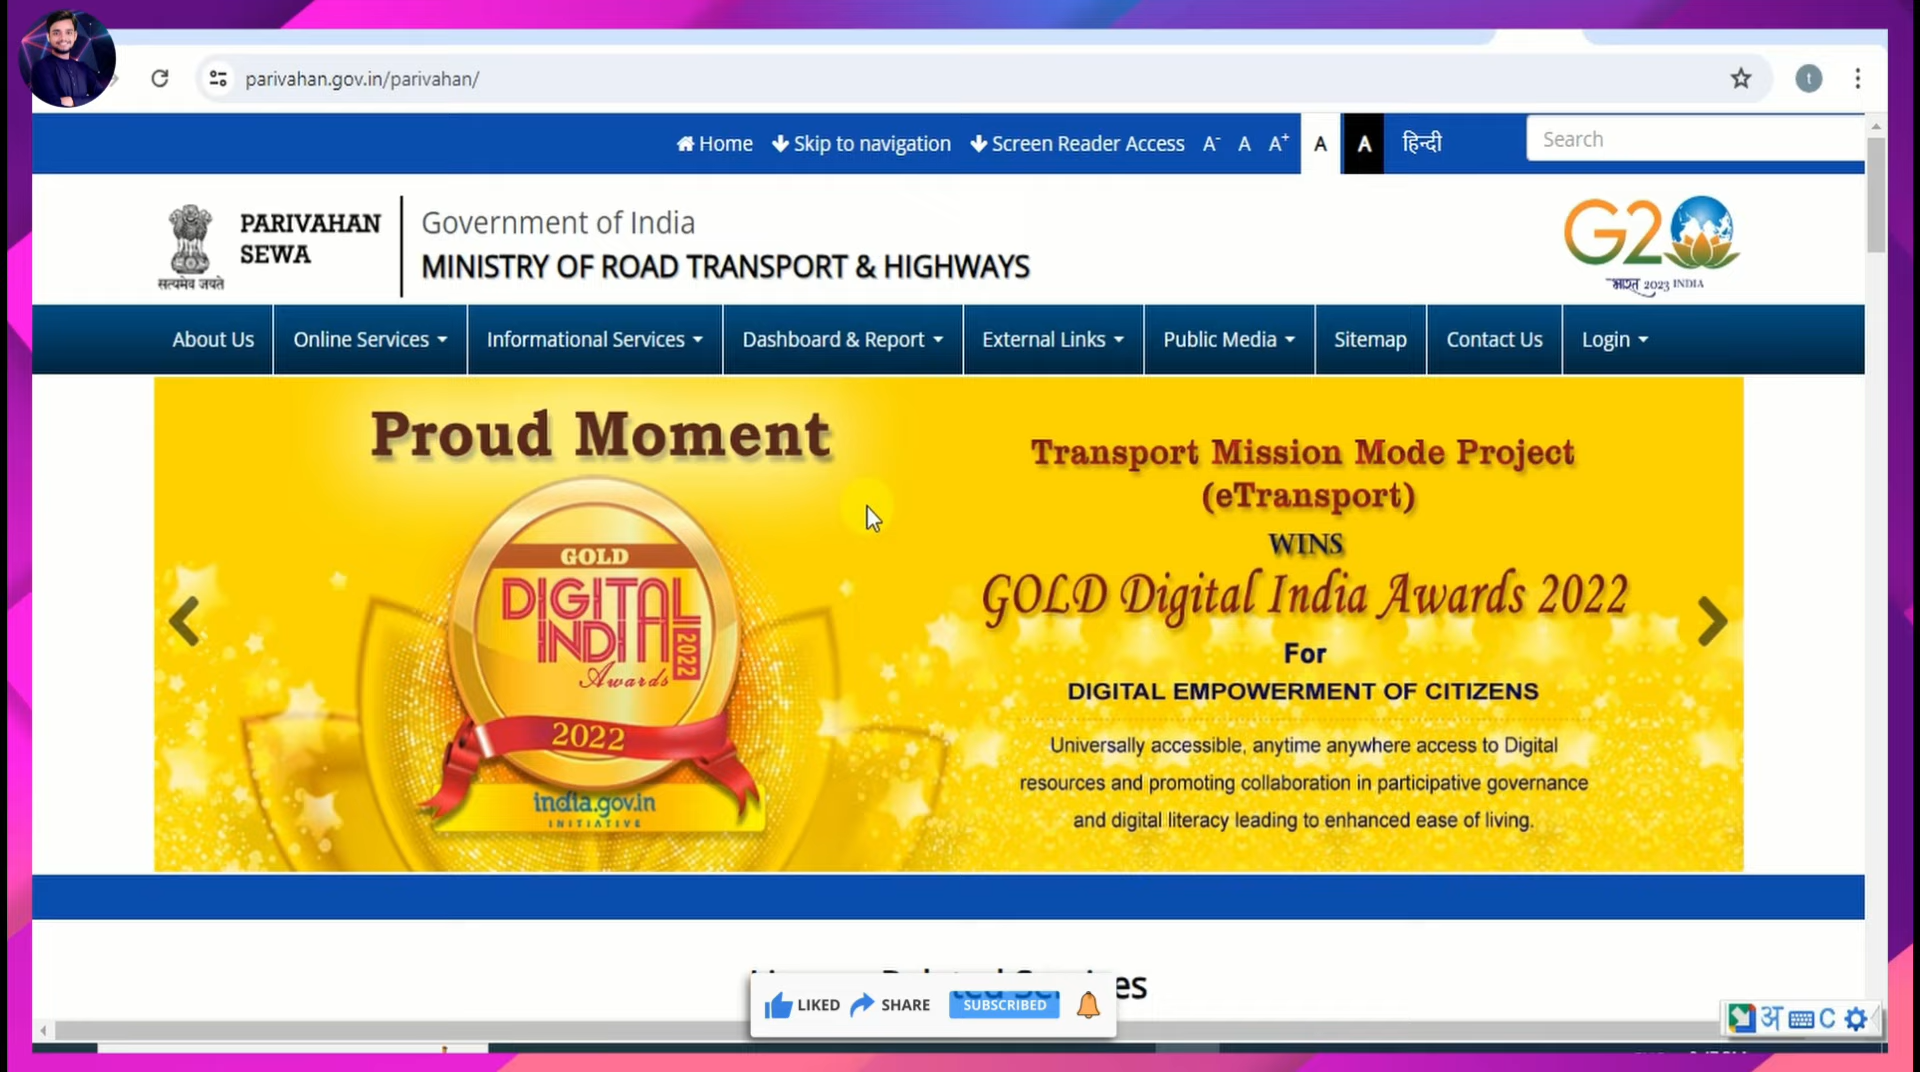 parivahan.gov.in/parivahan/
t
Home Skip to navigation Screen Reader Access A- A A+ A A हिन्दी Search
PARIVAHAN
SEWA
सत्यमेव जयते
Government of India
MINISTRY OF ROAD TRANSPORT & HIGHWAYS
G20
भारत 2023 INDIA
About Us Online Services Informational Services Dashboard & Report External Links Public Media Sitemap Contact Us Login
Proud Moment
GOLD
DIGITAL
INDIA
2022
Awards
2022
india.gov.in
INITIATIVE
Transport Mission Mode Project
(eTransport)
WINS
GOLD Digital India Awards 2022
For
DIGITAL EMPOWERMENT OF CITIZENS
Universally accessible, anytime anywhere access to Digital
resources and promoting collaboration in participative governance
and digital literacy leading to enhanced ease of living.
LIKED SHARE SUBSCRIBED
अ C